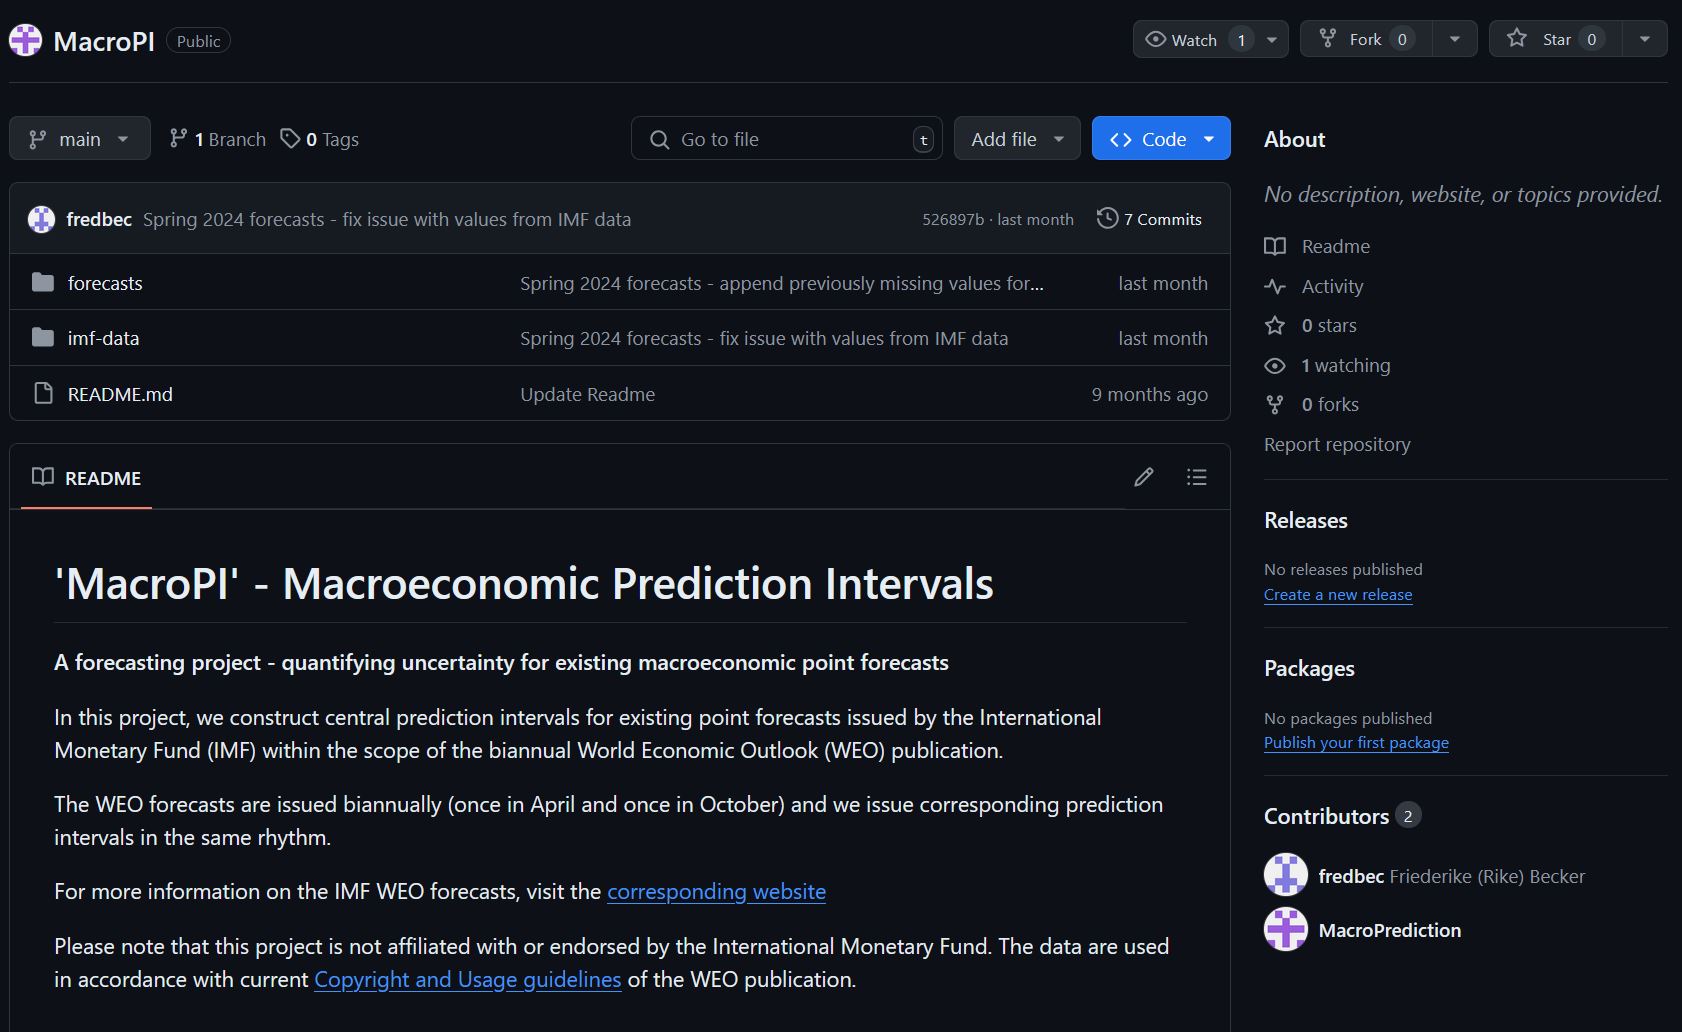 MacroPI Public
Watch 1
Fork 0
Star 0
main
1 Branch
0 Tags
Go to file t
Add file
Code
fredbec Spring 2024 forecasts - fix issue with values from IMF data 526897b · last month 7 Commits
forecasts Spring 2024 forecasts - append previously missing values for... last month
imf-data Spring 2024 forecasts - fix issue with values from IMF data last month
README.md Update Readme 9 months ago
README
'MacroPI' - Macroeconomic Prediction Intervals
A forecasting project - quantifying uncertainty for existing macroeconomic point forecasts
In this project, we construct central prediction intervals for existing point forecasts issued by the International
Monetary Fund (IMF) within the scope of the biannual World Economic Outlook (WEO) publication.
The WEO forecasts are issued biannually (once in April and once in October) and we issue corresponding prediction
intervals in the same rhythm.
For more information on the IMF WEO forecasts, visit the corresponding website
Please note that this project is not affiliated with or endorsed by the International Monetary Fund. The data are used
in accordance with current Copyright and Usage guidelines of the WEO publication.
About
No description, website, or topics provided.
Readme
Activity
0 stars
1 watching
0 forks
Report repository
Releases
No releases published
Create a new release
Packages
No packages published
Publish your first package
Contributors 2
fredbec Friederike (Rike) Becker
MacroPrediction